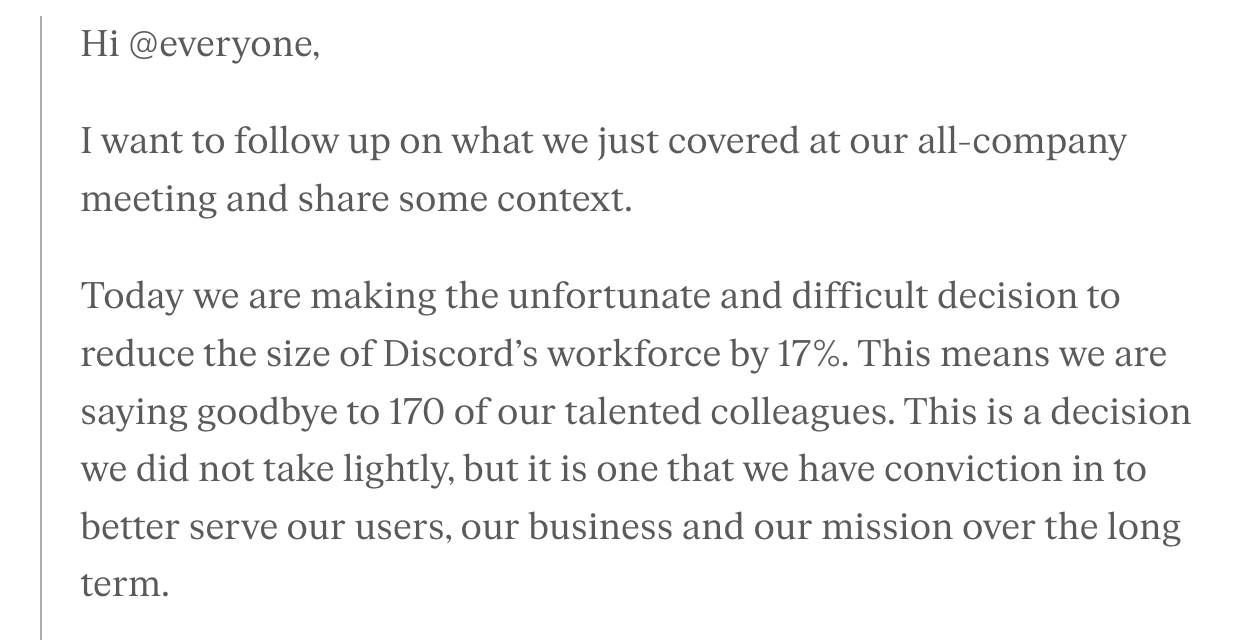 Hi @everyone,
I want to follow up on what we just covered at our all-company
meeting and share some context.
Today we are making the unfortunate and difficult decision to
reduce the size of Discord’s workforce by 17%. This means we are
saying goodbye to 170 of our talented colleagues. This is a decision
we did not take lightly, but it is one that we have conviction in to
better serve our users, our business and our mission over the long
term.